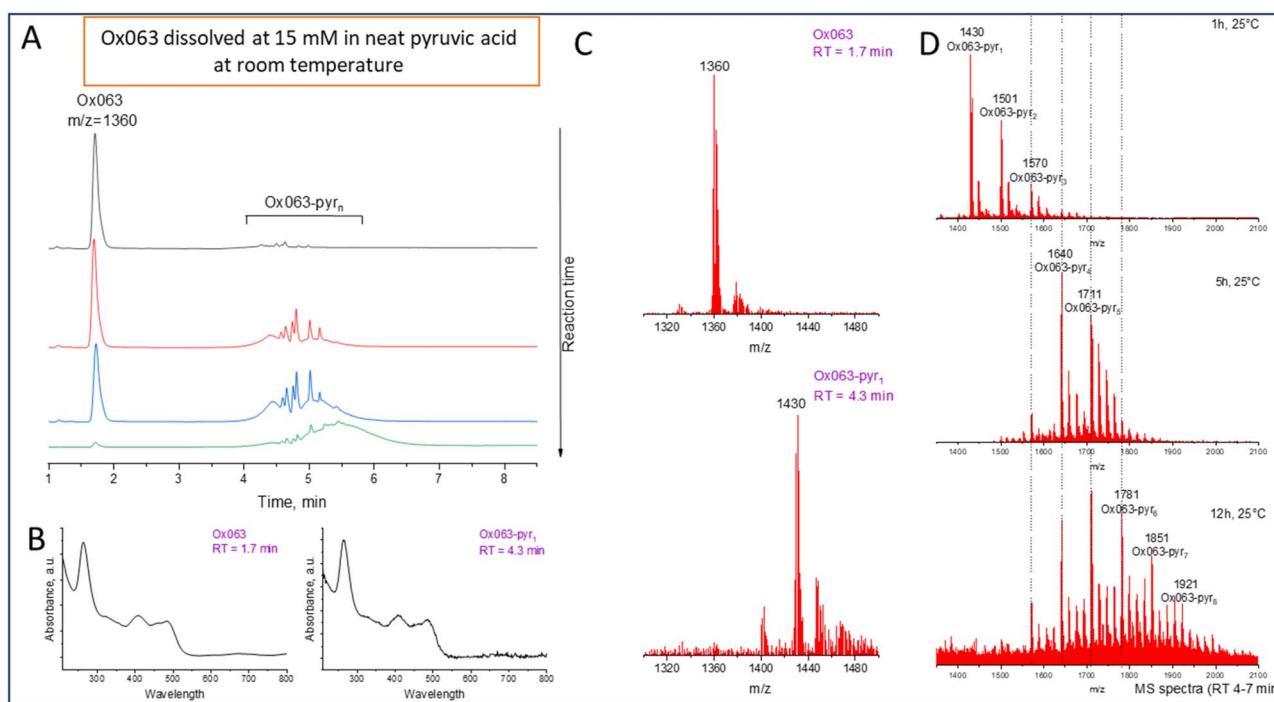 A
Ox063 dissolved at 15 mM in neat pyruvic acid
at room temperature
Ox063
m/z=1360
Ox063-pyrₙ
Reaction time
1 2 3 4 5 6 7 8
Time, min
B
Absorbance, a.u.
Ox063
RT = 1.7 min
300 400 500 600 700 800
Wavelength
Absorbance, a.u.
Ox063-pyr₁
RT = 4.3 min
300 400 500 600 700 800
Wavelength
C
Ox063
RT = 1.7 min
1360
1320 1360 1400 1440 1480
m/z
Ox063-pyr₁
RT = 4.3 min
1430
1320 1360 1400 1440 1480
m/z
D
1h, 25°C
1430
Ox063-pyr₁
1501
Ox063-pyr₂
1570
Ox063-pyr₃
1400 1500 1600 1700 1800 1900 2000 2100
m/z
5h, 25°C
1640
Ox063-pyr₄
1711
Ox063-pyr₅
1400 1500 1600 1700 1800 1900 2000 2100
m/z
12h, 25°C
1781
Ox063-pyr₆
1851
Ox063-pyr₇
1921
Ox063-pyr₈
1400 1500 1600 1700 1800 1900 2000 2100
m/z
MS spectra (RT 4-7 min